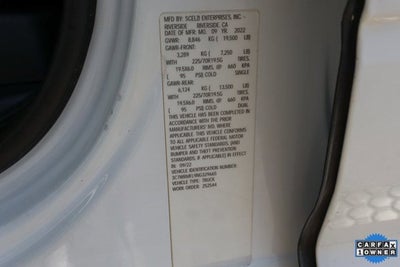 MFD BY: SCELB ENTERPRISES, INC -
RIVERSIDE RIVERSIDE, CA
DATE OF MFR: MO. 09 YR. 2022
GVWR: 8,846 KG ( 19,500 LB)
GAWR-FRONT:
3,289 KG ( 7,250 LB)
WITH 225/70R19.5G TIRES
19.5X6.0 RIMS, @ 660 KPA
( 95 PSI) COLD SINGLE
GAWR-REAR:
6,124 KG ( 13,500 LB)
WITH 225/70R19.5G TIRES
19.5X6.0 RIMS, @ 660 KPA
( 95 PSI) COLD DUAL
THIS VEHICLE HAS BEEN COMPLETED IN
ACCORDANCE WITH THE PRIOR
MANUFACTURERS' IVD, WHERE
APPLICABLE. THIS VEHICLE CONFORMS
TO ALL APPLICABLE FEDERAL MOTOR
VEHICLE SAFETY STANDARDS, [AND
BUMPER AND THEFT PREVENTION
STANDARDS, IF APPLICABLE] IN EFFECT
IN 09/22
VEHICLE IDENTIFICATION NUMBER:
VEHICLE TYPE: TRUCK
WORK ORDER: 252544
CARFAX
1 OWNER